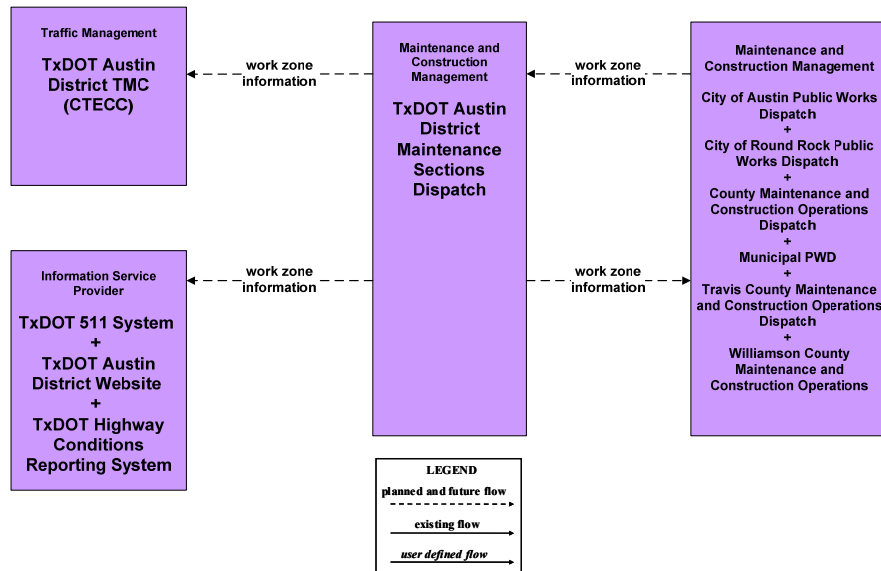 Traffic Management
TxDOT Austin
District TMC
(CTECC)
work zone
information
Maintenance and
Construction
Management
TxDOT Austin
District
Maintenance
Sections
Dispatch
work zone
information
Maintenance and
Construction Management
City of Austin Public Works
Dispatch
+
City of Round Rock Public
Works Dispatch
+
County Maintenance and
Construction Operations
Dispatch
+
Municipal PWD
+
Travis County Maintenance
and Construction Operations
Dispatch
+
Williamson County
Maintenance and
Construction Operations
Information Service
Provider
TxDOT 511 System
+
TxDOT Austin
District Website
+
TxDOT Highway
Conditions
Reporting System
work zone
information
work zone
information
LEGEND
planned and future flow
existing flow
user defined flow